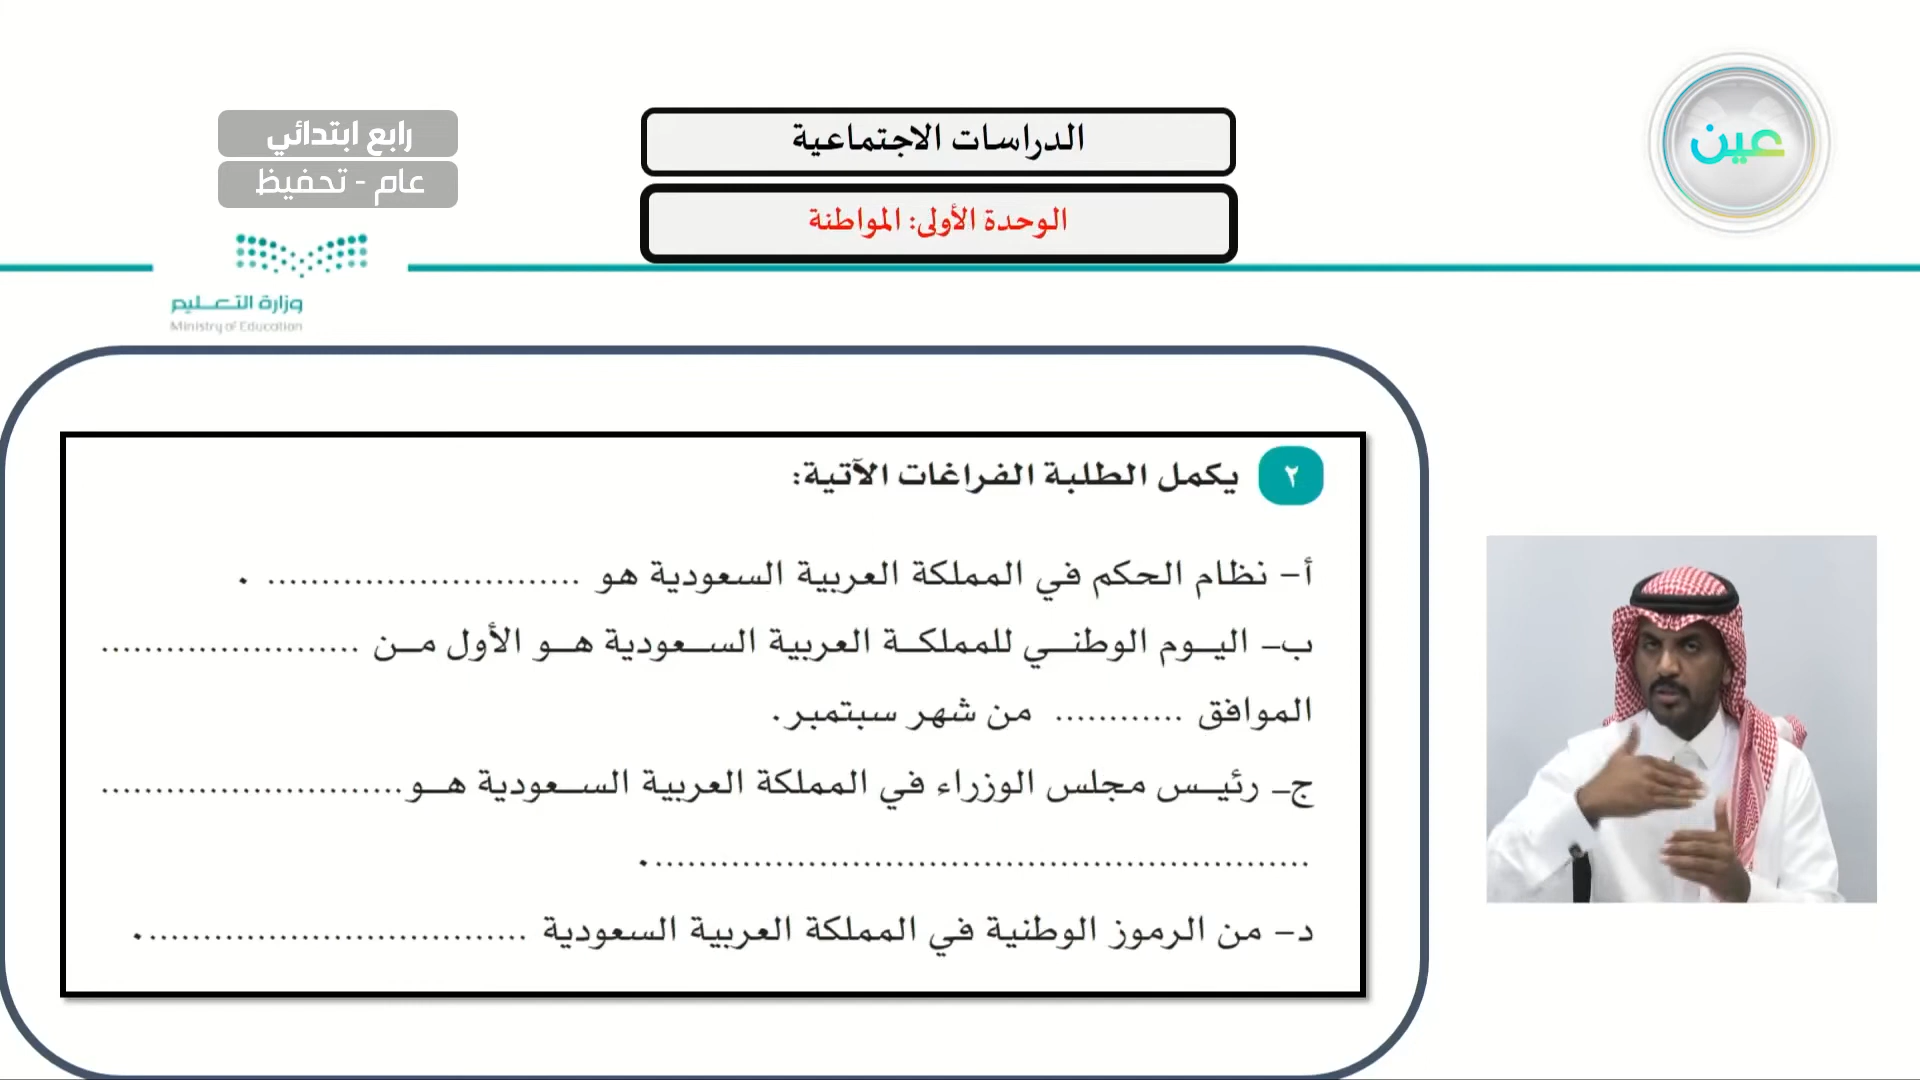 رابع ابتدائي
عام - تحفيظ
الدراسات الاجتماعية
الوحدة الأولى: المواطنة
عين
وزارة التعليم
Ministry of Education
٢ يكمل الطلبة الفراغات الآتية:
أ- نظام الحكم في المملكة العربية السعودية هو ............................. .
ب- اليوم الوطني للمملكة العربية السعودية هو الأول من ........................
الموافق ............ من شهر سبتمبر.
ج- رئيس مجلس الوزراء في المملكة العربية السعودية هو............................
.............................................................
د- من الرموز الوطنية في المملكة العربية السعودية ....................................